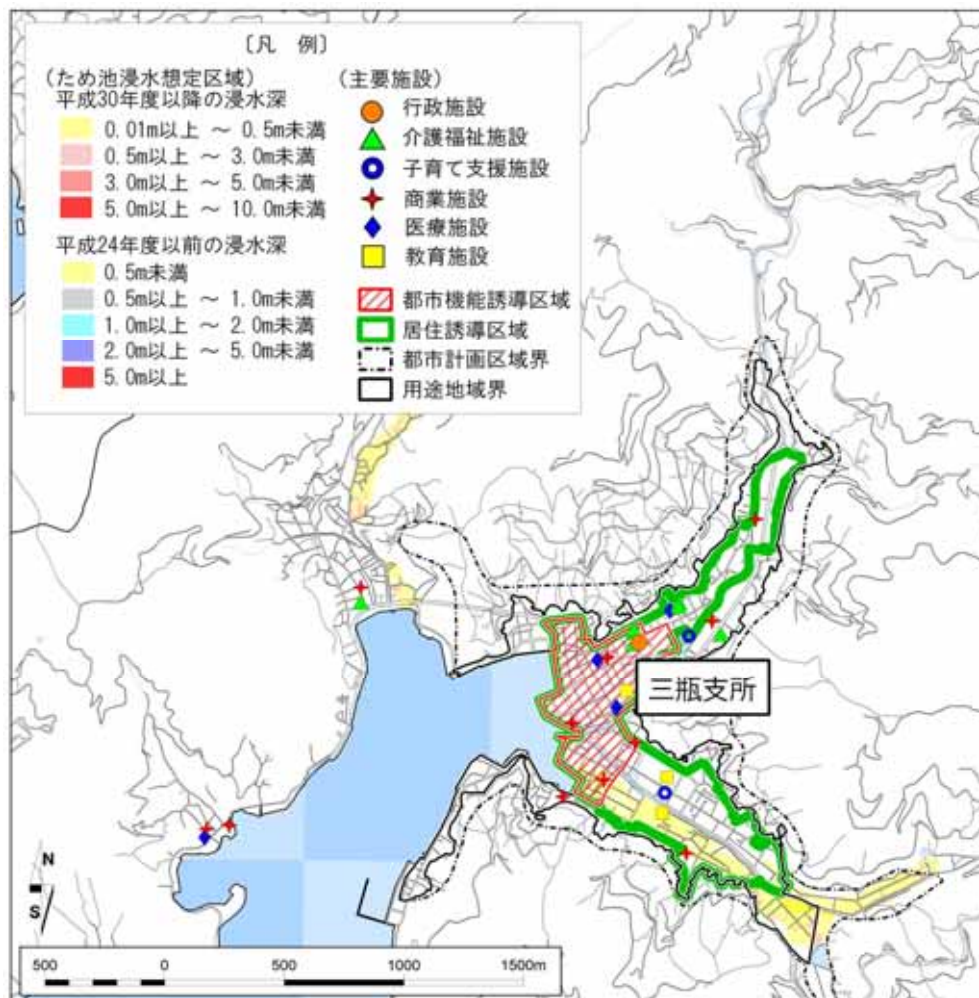 〔凡 例〕
(ため池浸水想定区域)
平成30年度以降の浸水深
0.01m以上 ～ 0.5m未満
0.5m以上 ～ 3.0m未満
3.0m以上 ～ 5.0m未満
5.0m以上 ～ 10.0m未満
平成24年度以前の浸水深
0.5m未満
0.5m以上 ～ 1.0m未満
1.0m以上 ～ 2.0m未満
2.0m以上 ～ 5.0m未満
5.0m以上
(主要施設)
行政施設
介護福祉施設
子育て支援施設
商業施設
医療施設
教育施設
都市機能誘導区域
居住誘導区域
都市計画区域界
用途地域界
三瓶支所
N
S
500 0 500 1000 1500m